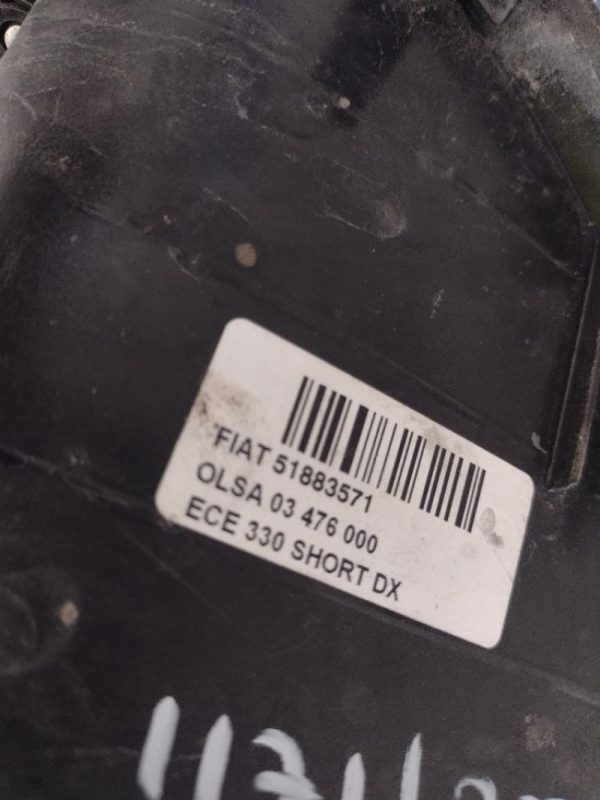 FIAT 51883571
OLSA 03 476 000
ECE 330 SHORT DX